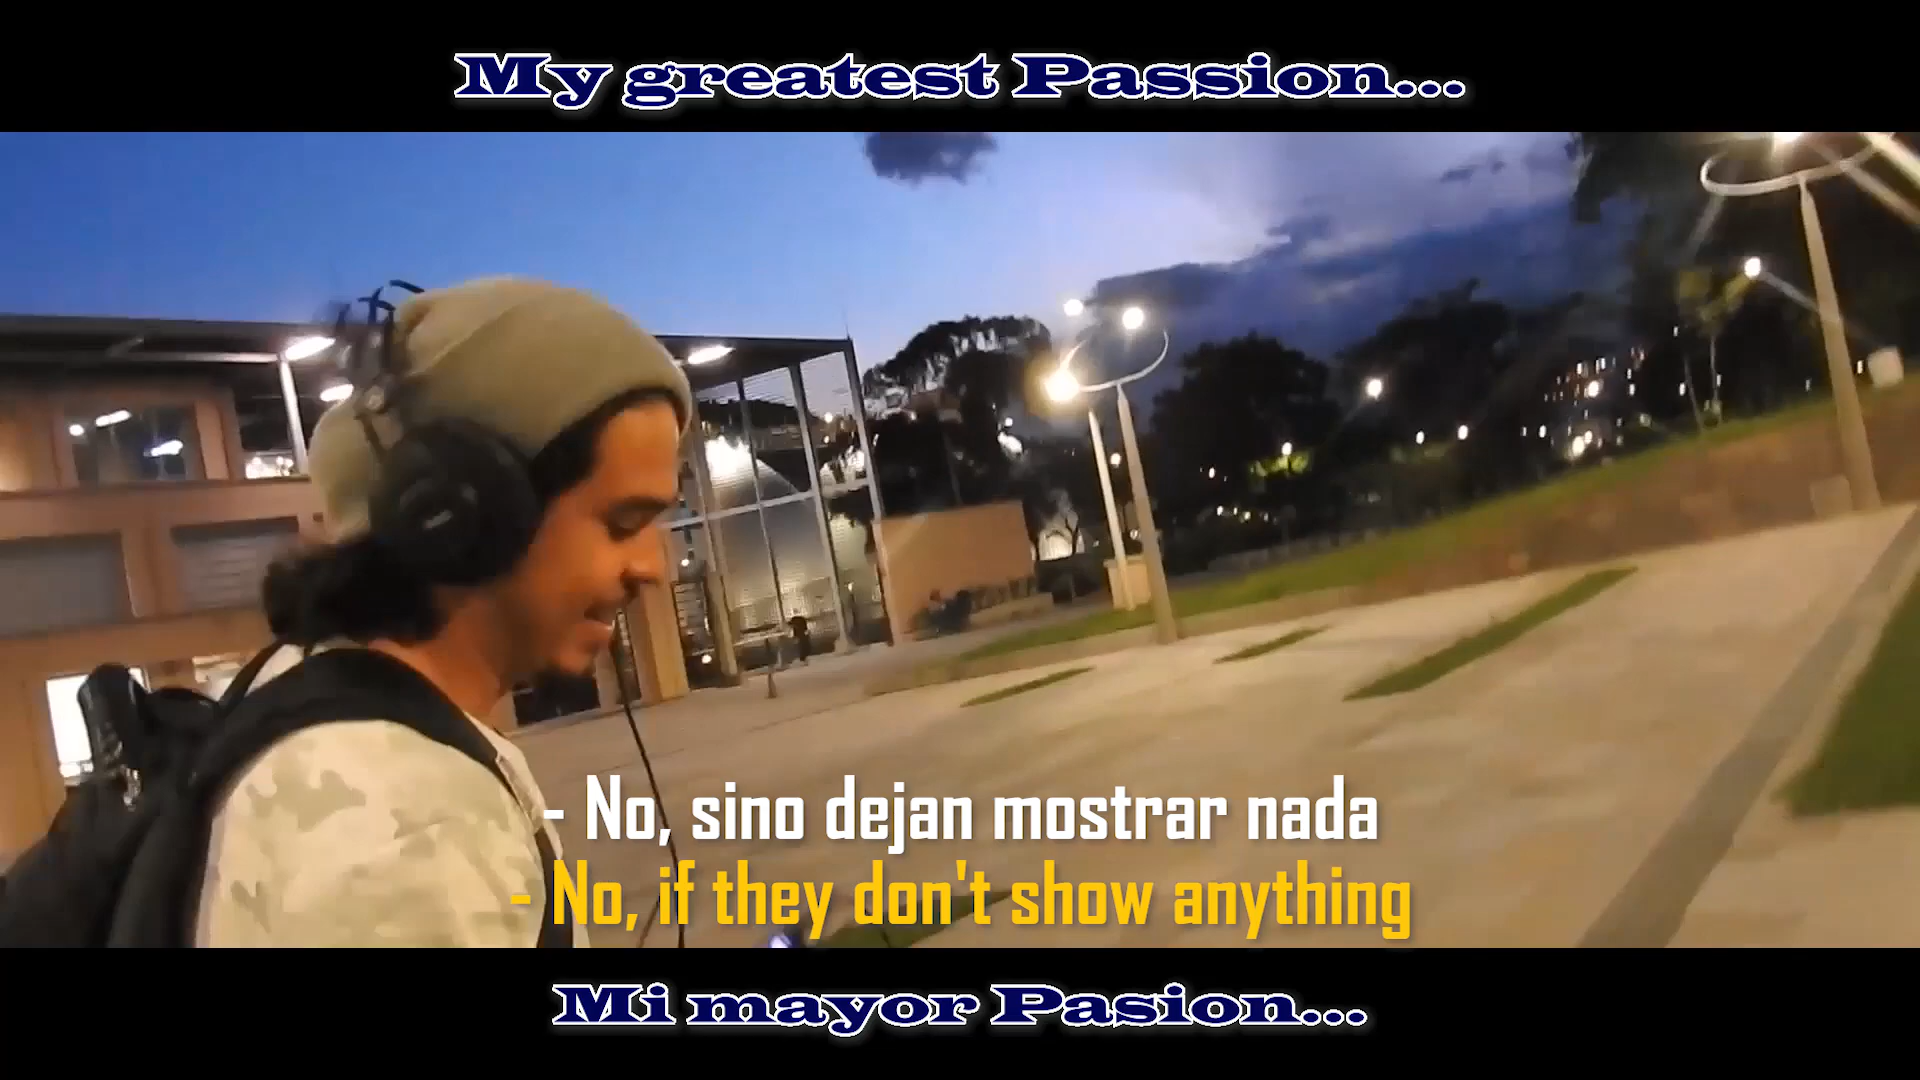 My greatest Passion...
- No, sino dejan mostrar nada
- No, if they don't show anything
Mi mayor Pasion...